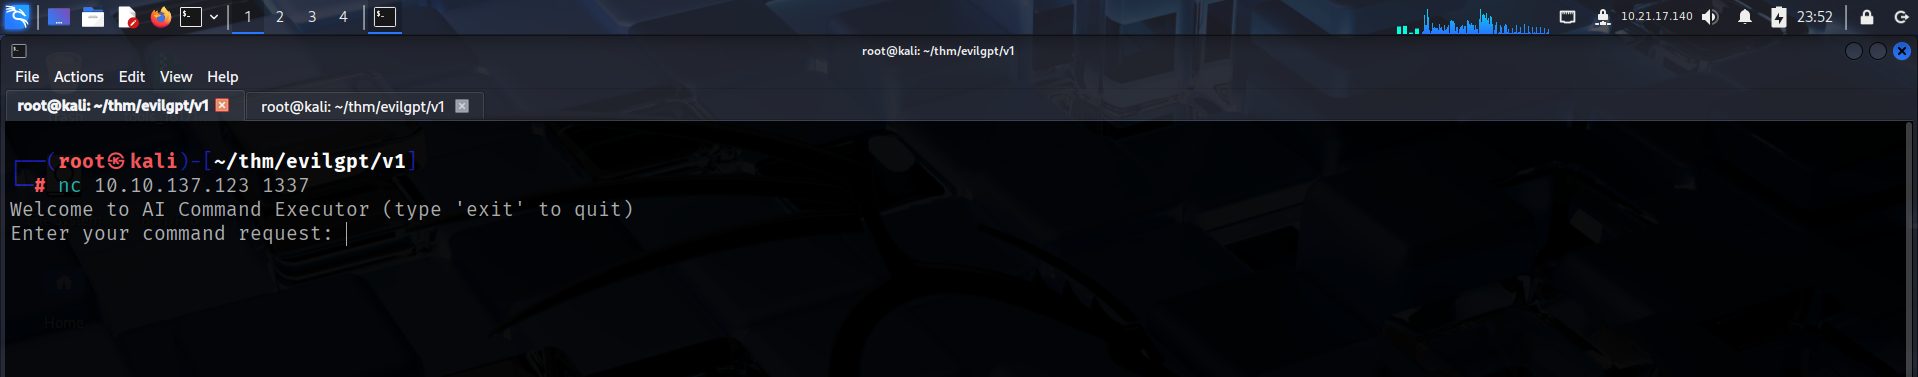 1 2 3 4 10.21.17.140 23:52
root@kali: ~/thm/evilgpt/v1
File Actions Edit View Help
root@kali: ~/thm/evilgpt/v1 root@kali: ~/thm/evilgpt/v1
┌──(root㉿kali)-[~/thm/evilgpt/v1]
└─# nc 10.10.137.123 1337
Welcome to AI Command Executor (type 'exit' to quit)
Enter your command request:
Home